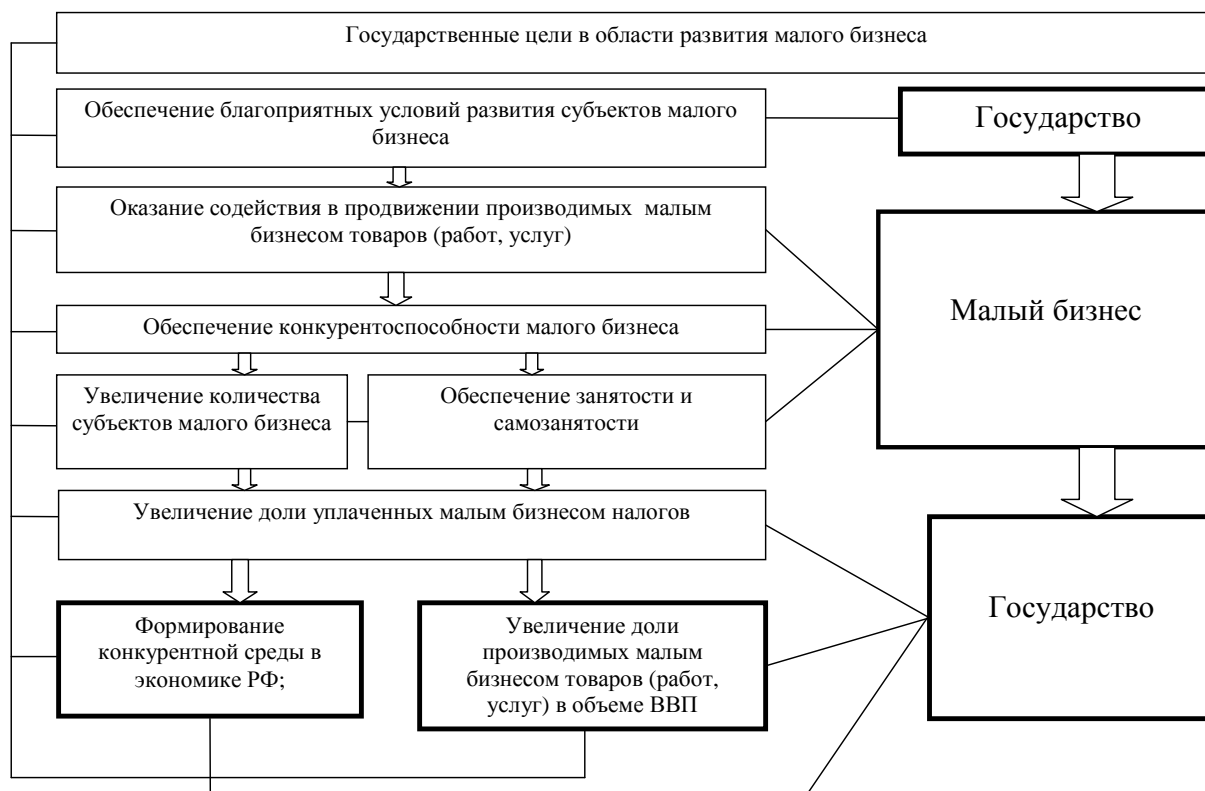 Государственные цели в области развития малого бизнеса
Обеспечение благоприятных условий развития субъектов малого
бизнеса
Государство
Оказание содействия в продвижении производимых малым
бизнесом товаров (работ, услуг)
Малый бизнес
Обеспечение конкурентоспособности малого бизнеса
Увеличение количества
субъектов малого бизнеса
Обеспечение занятости и
самозанятости
Увеличение доли уплаченных малым бизнесом налогов
Государство
Формирование
конкурентной среды в
экономике РФ;
Увеличение доли
производимых малым
бизнесом товаров (работ,
услуг) в объеме ВВП